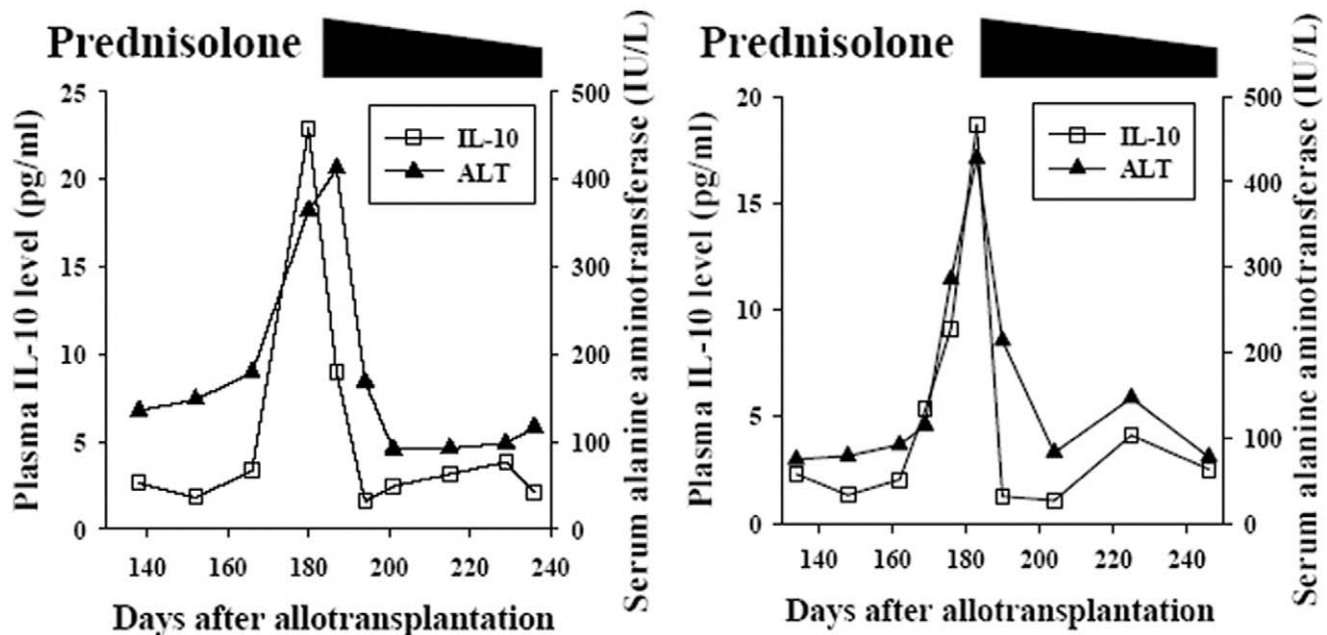 Prednisolone
Plasma IL-10 level (pg/ml)
25
20
15
10
5
0
IL-10
ALT
500
400
300
200
100
0
Serum alanine aminotransferase (IU/L)
140 160 180 200 220 240
Days after allotransplantation
Prednisolone
Plasma IL-10 level (pg/ml)
20
15
10
5
0
IL-10
ALT
500
400
300
200
100
0
Serum alanine aminotransferase (IU/L)
140 160 180 200 220 240
Days after allotransplantation